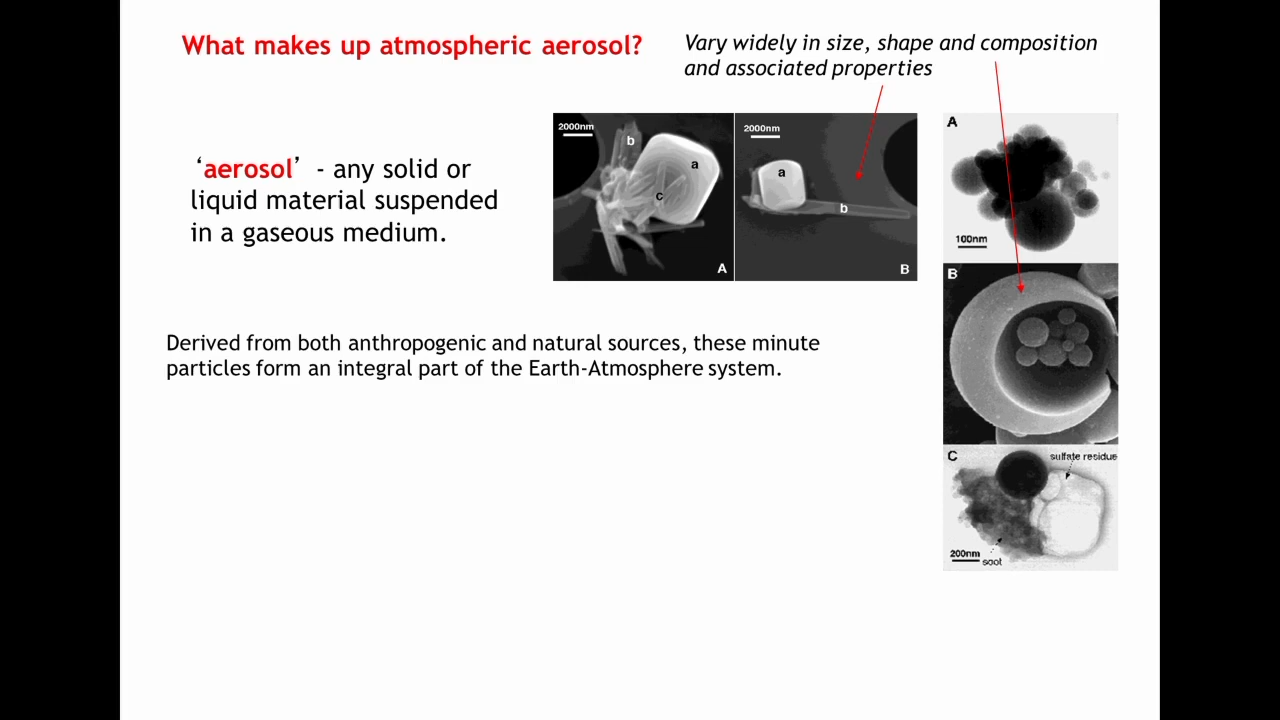 What makes up atmospheric aerosol?
Vary widely in size, shape and composition
and associated properties
‘aerosol’ - any solid or
liquid material suspended
in a gaseous medium.
2000nm
b
a
c
A
2000nm
a
b
B
A
100nm
B
C
sulfate residue
200nm
soot
Derived from both anthropogenic and natural sources, these minute
particles form an integral part of the Earth-Atmosphere system.